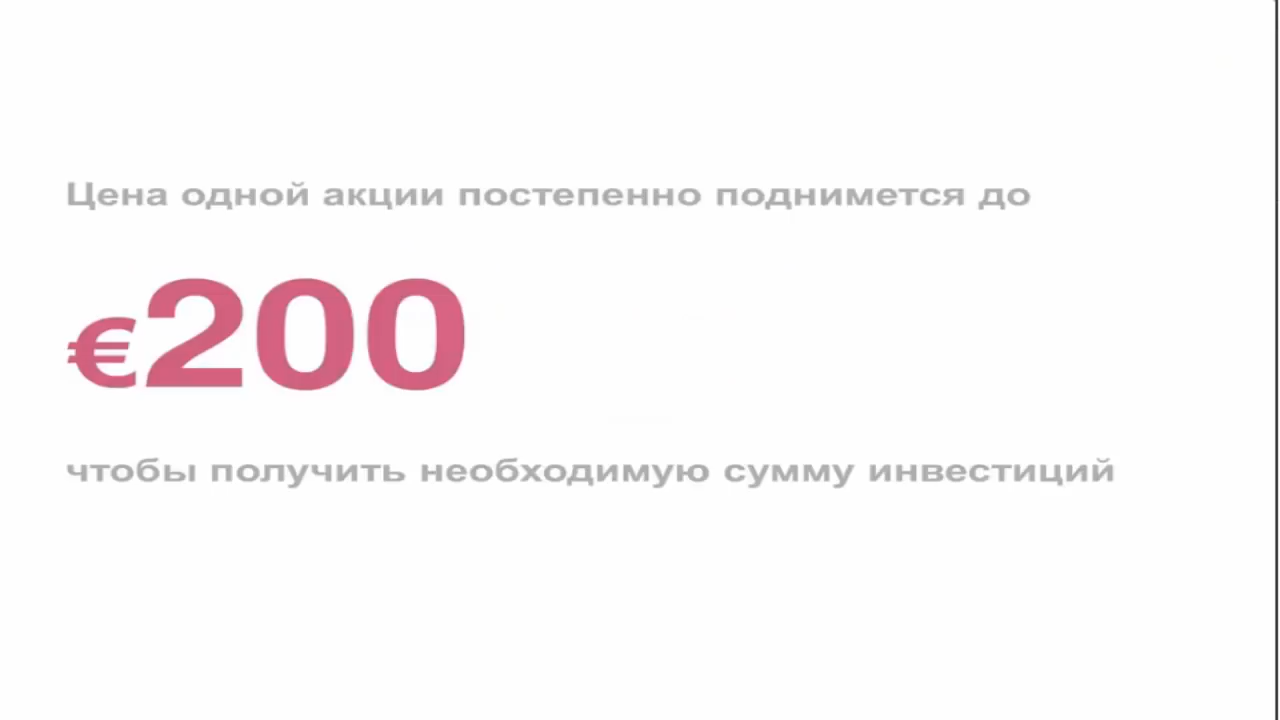 Цена одной акции постепенно поднимется до
€200
чтобы получить необходимую сумму инвестиций